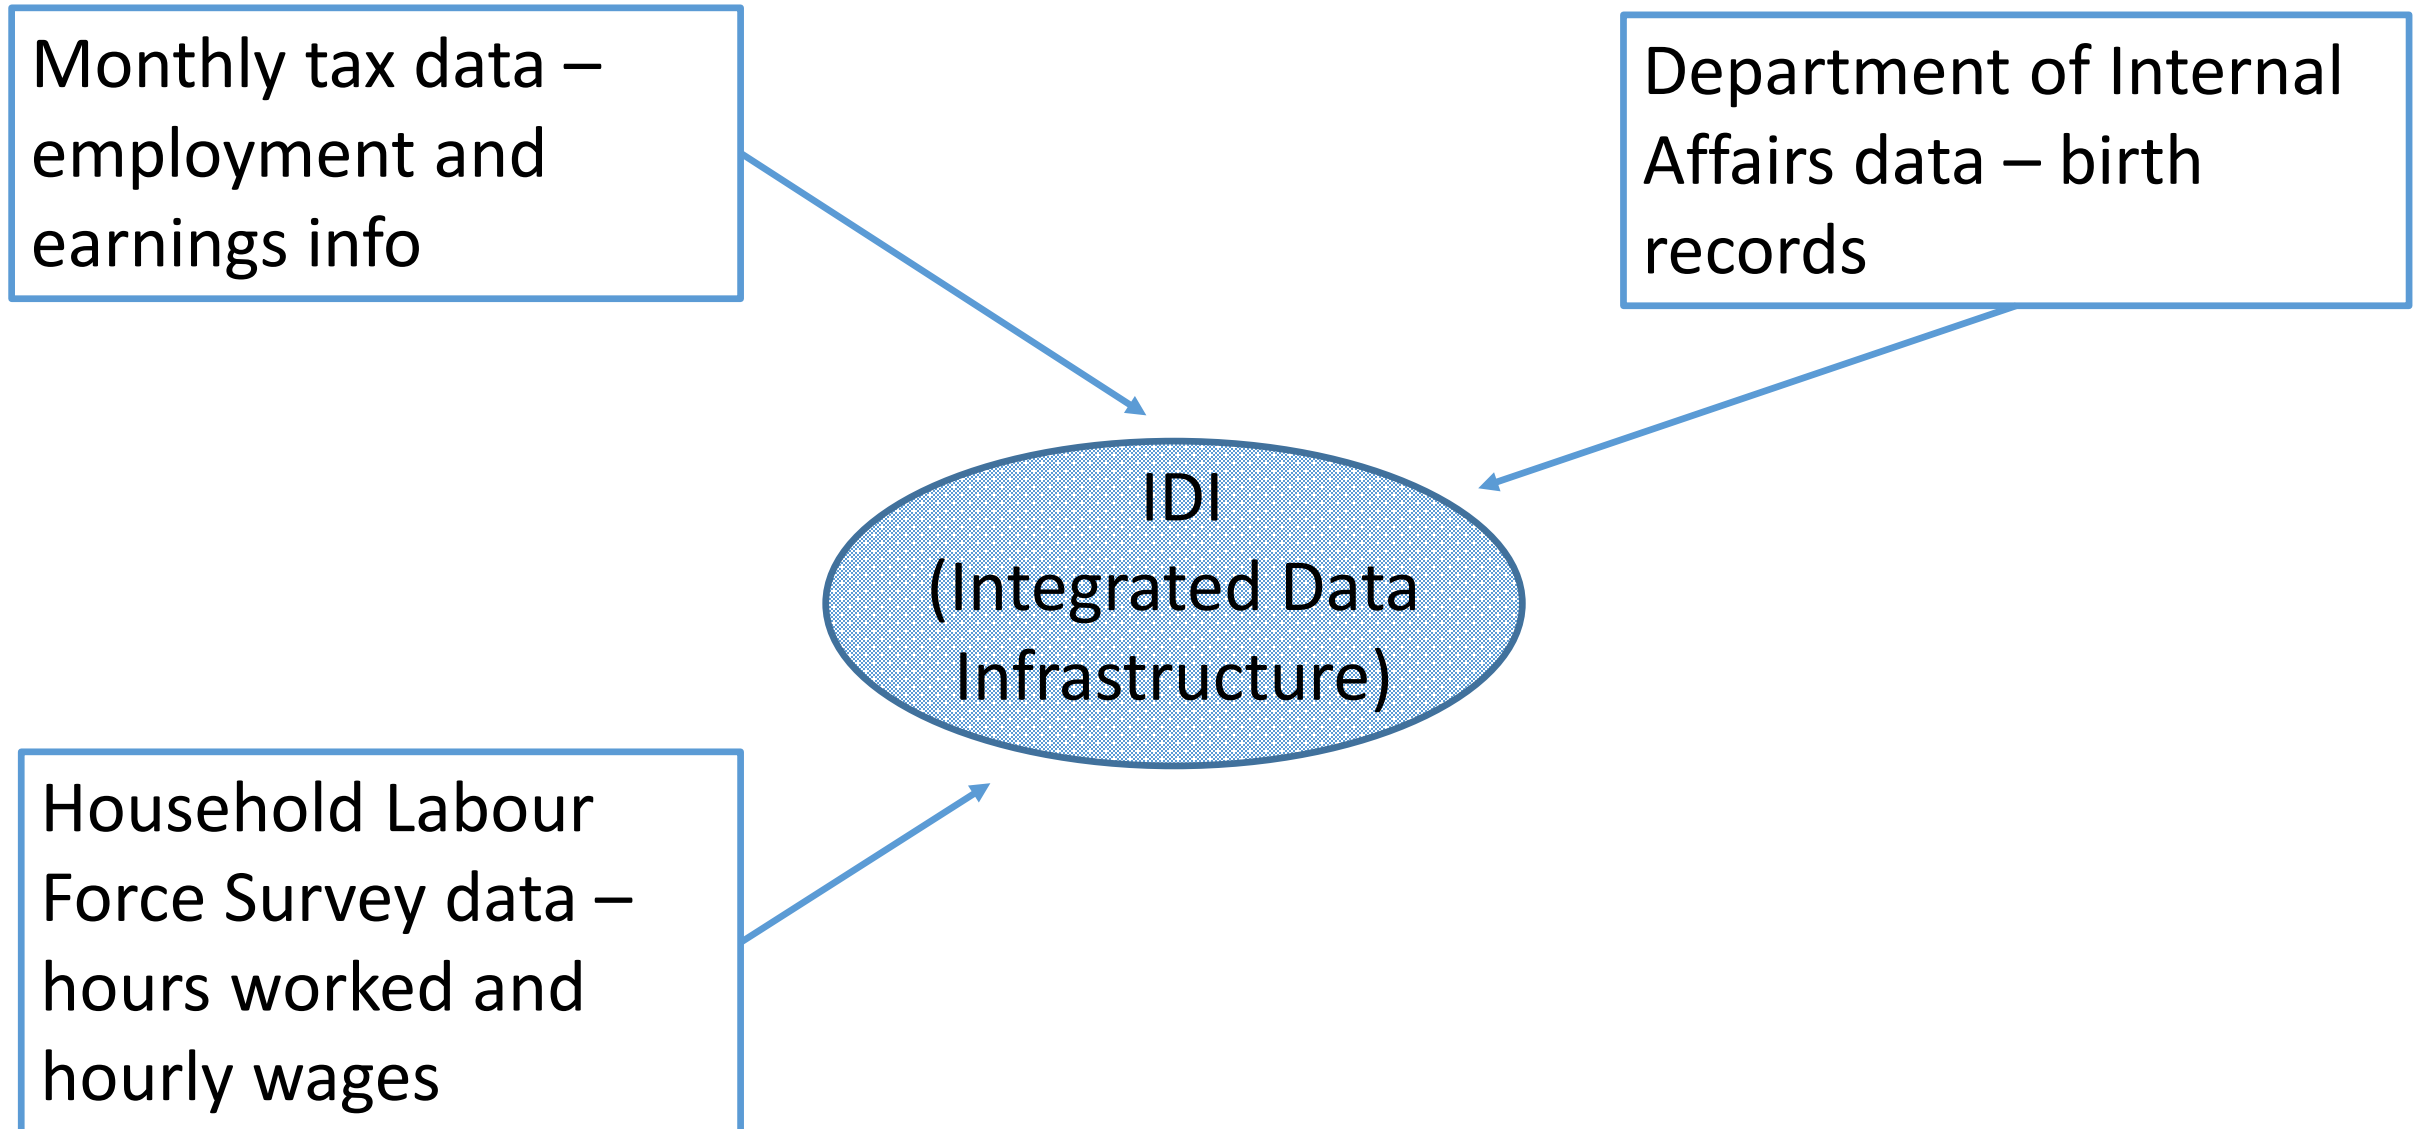 Monthly tax data –
employment and
earnings info
Department of Internal
Affairs data – birth
records
IDI
(Integrated Data
Infrastructure)
Household Labour
Force Survey data –
hours worked and
hourly wages